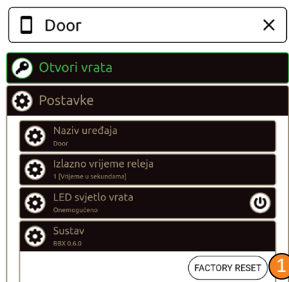 Door
Otvori vrata
Postavke
Naziv uređaja
Door
Izlazno vrijeme releja
1 [Vrijeme u sekundama]
LED svjetlo vrata
Onemogućeno
Sustav
BBX 0.6.0
FACTORY RESET
1